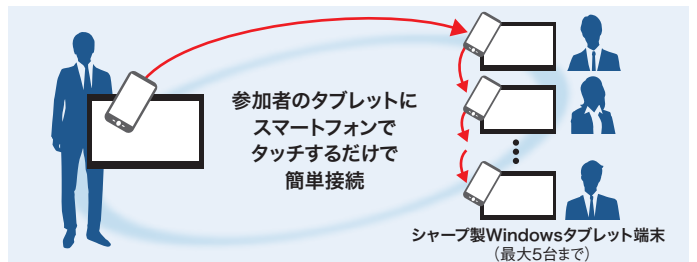 参加者のタブレットに
スマートフォンで
タッチするだけで
簡単接続
シャープ製Windowsタブレット端末
（最大5台まで）